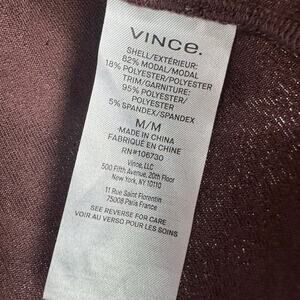 VINCE.
SHELL/EXTÉRIEUR:
82% MODAL/MODAL
18% POLYESTER/POLYESTER
TRIM/GARNITURE:
95% POLYESTER/
POLYESTER
5% SPANDEX/SPANDEX
M/M
MADE IN CHINA
FABRIQUÉ EN CHINE
RN#106730
Vince, LLC
500 Fifth Avenue, 20th Floor
New York, NY 10110
11 Rue Saint Florentin
75008 Paris France
SEE REVERSE FOR CARE
VOIR AU VERSO POUR LES SOINS